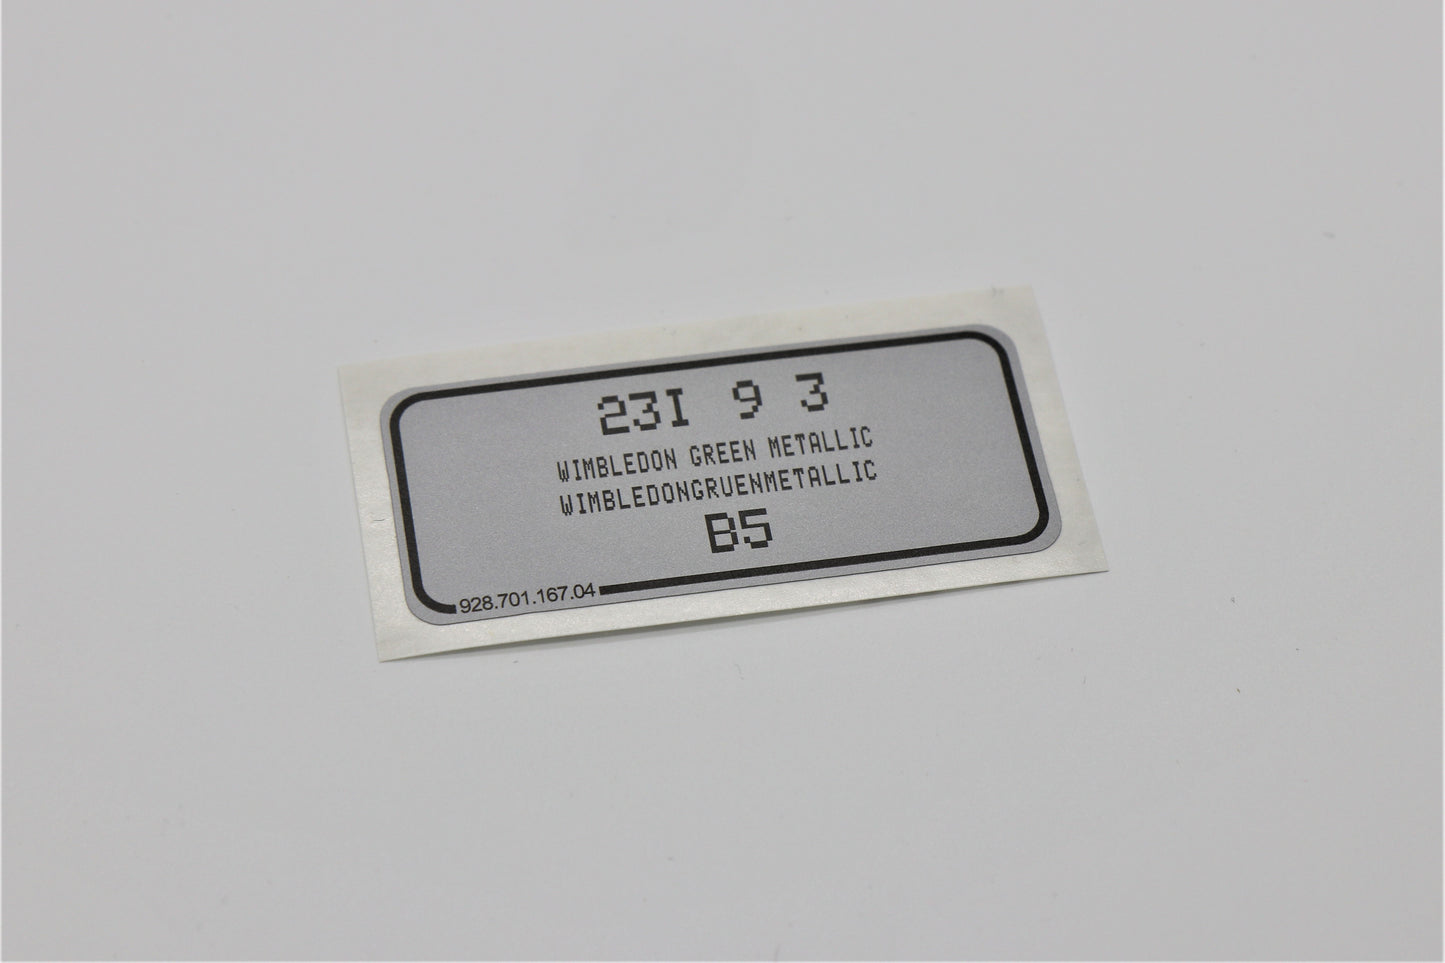 23I 9 3
WIMBLEDON GREEN METALLIC
WIMBLEDONGRUENMETALLIC
B5
928.701.167.04